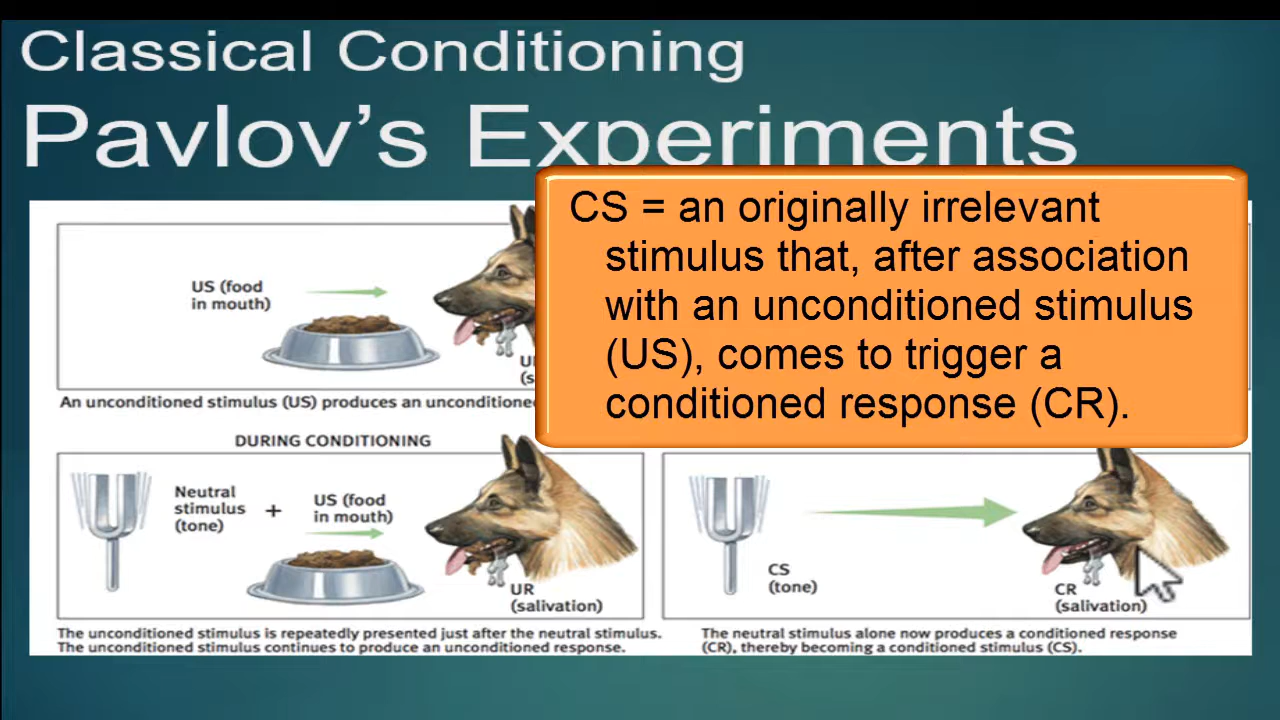 Classical Conditioning
Pavlov's Experiments
CS = an originally irrelevant
stimulus that, after association
with an unconditioned stimulus
(US), comes to trigger a
conditioned response (CR).
US (food
in mouth)
An unconditioned stimulus (US) produces an unconditioned
DURING CONDITIONING
Neutral
stimulus
(tone)
+
US (food
in mouth)
UR
(salivation)
The unconditioned stimulus is repeatedly presented just after the neutral stimulus.
The unconditioned stimulus continues to produce an unconditioned response.
CS
(tone)
CR
(salivation)
The neutral stimulus alone now produces a conditioned response
(CR), thereby becoming a conditioned stimulus (CS).